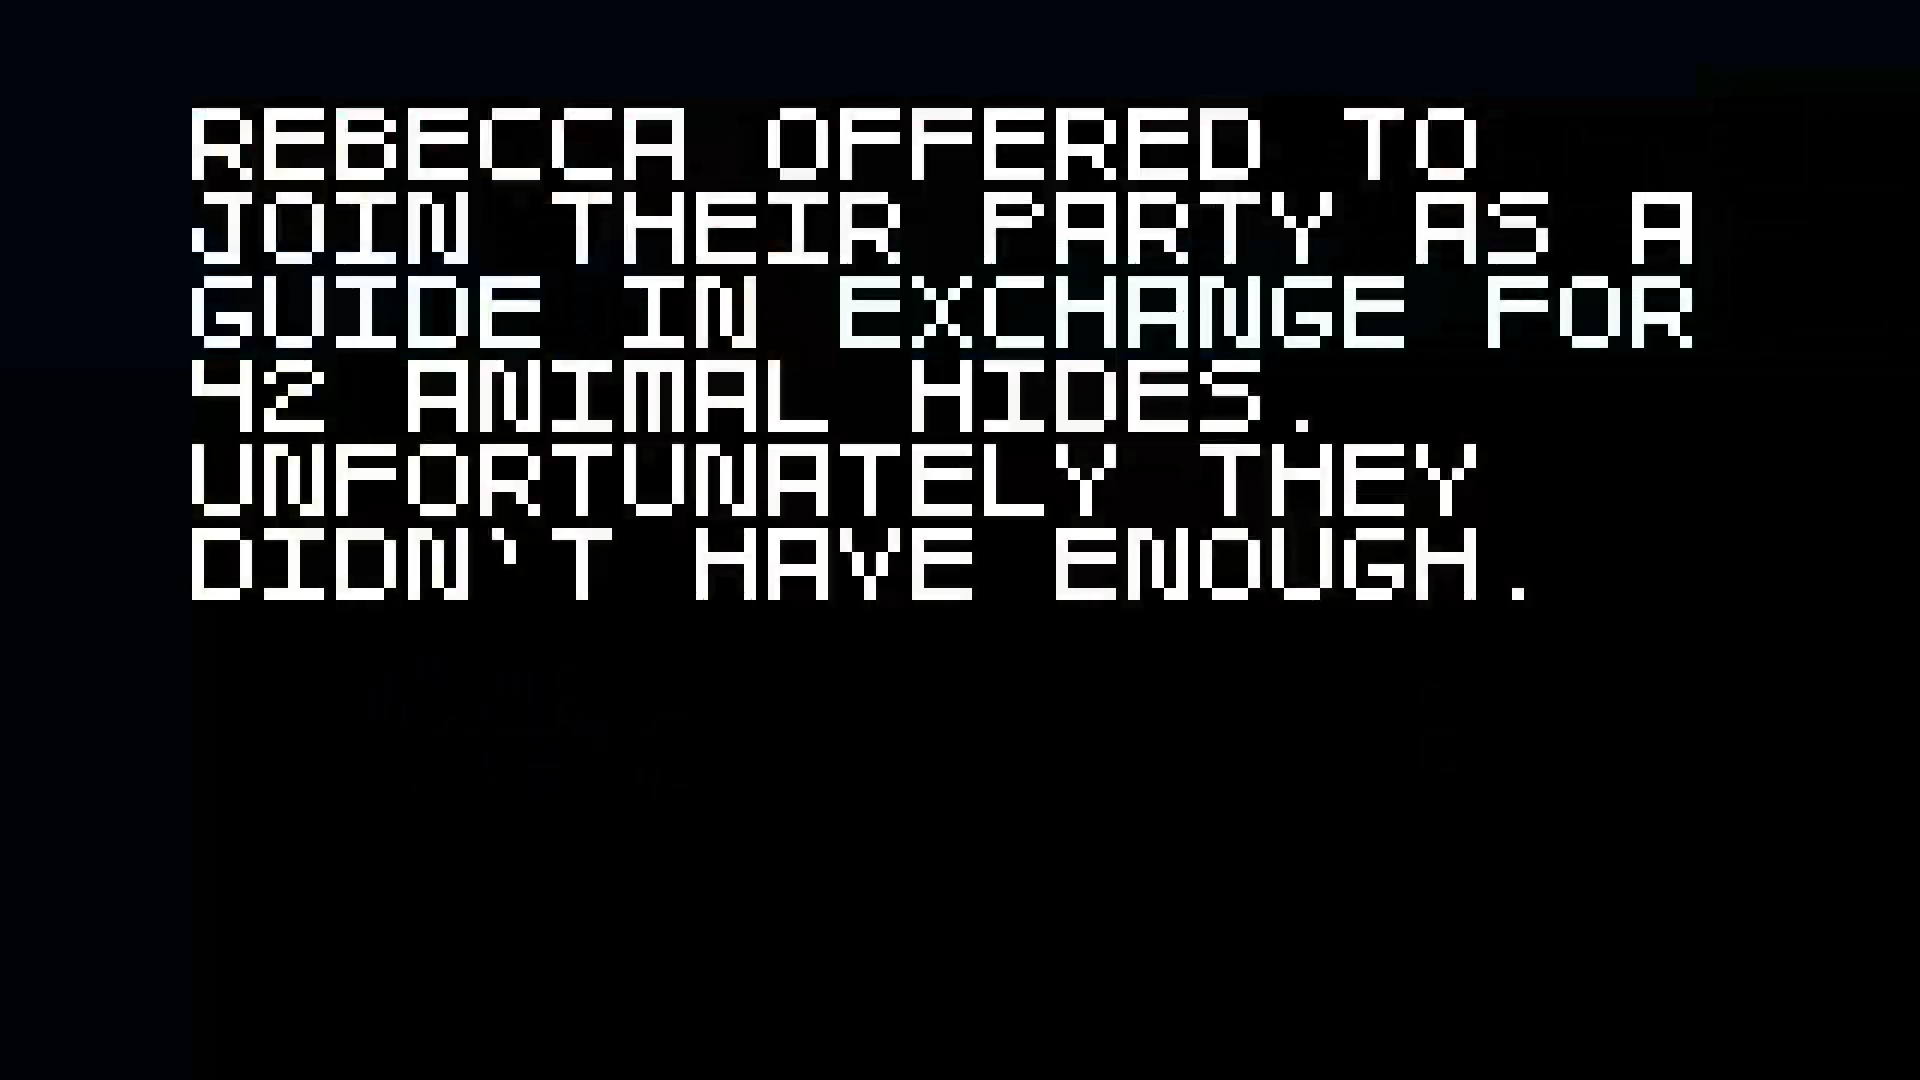 REBECCA OFFERED TO
JOIN THEIR PARTY AS A
GUIDE IN EXCHANGE FOR
42 ANIMAL HIDES.
UNFORTUNATELY THEY
DIDN'T HAVE ENOUGH.